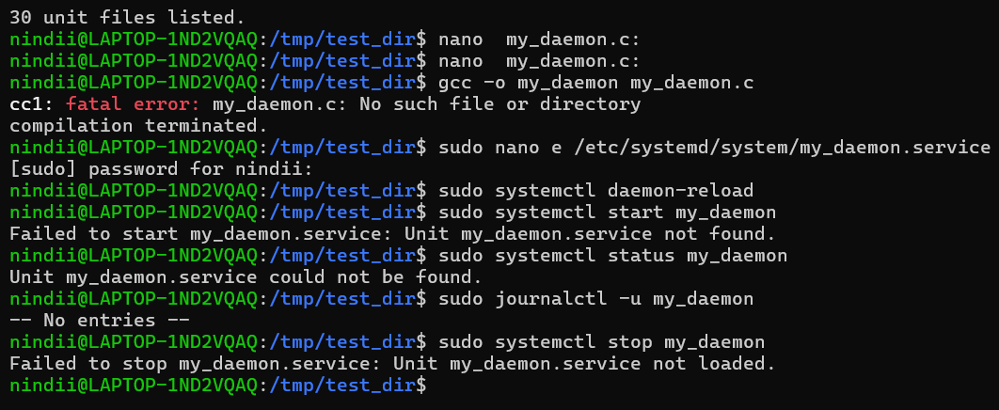 30 unit files listed.
nindii@LAPTOP-1ND2VQAQ:/tmp/test_dir$ nano  my_daemon.c:
nindii@LAPTOP-1ND2VQAQ:/tmp/test_dir$ nano  my_daemon.c:
nindii@LAPTOP-1ND2VQAQ:/tmp/test_dir$ gcc -o my_daemon my_daemon.c
cc1: fatal error: my_daemon.c: No such file or directory
compilation terminated.
nindii@LAPTOP-1ND2VQAQ:/tmp/test_dir$ sudo nano e /etc/systemd/system/my_daemon.service
[sudo] password for nindii:
nindii@LAPTOP-1ND2VQAQ:/tmp/test_dir$ sudo systemctl daemon-reload
nindii@LAPTOP-1ND2VQAQ:/tmp/test_dir$ sudo systemctl start my_daemon
Failed to start my_daemon.service: Unit my_daemon.service not found.
nindii@LAPTOP-1ND2VQAQ:/tmp/test_dir$ sudo systemctl status my_daemon
Unit my_daemon.service could not be found.
nindii@LAPTOP-1ND2VQAQ:/tmp/test_dir$ sudo journalctl -u my_daemon
-- No entries --
nindii@LAPTOP-1ND2VQAQ:/tmp/test_dir$ sudo systemctl stop my_daemon
Failed to stop my_daemon.service: Unit my_daemon.service not loaded.
nindii@LAPTOP-1ND2VQAQ:/tmp/test_dir$